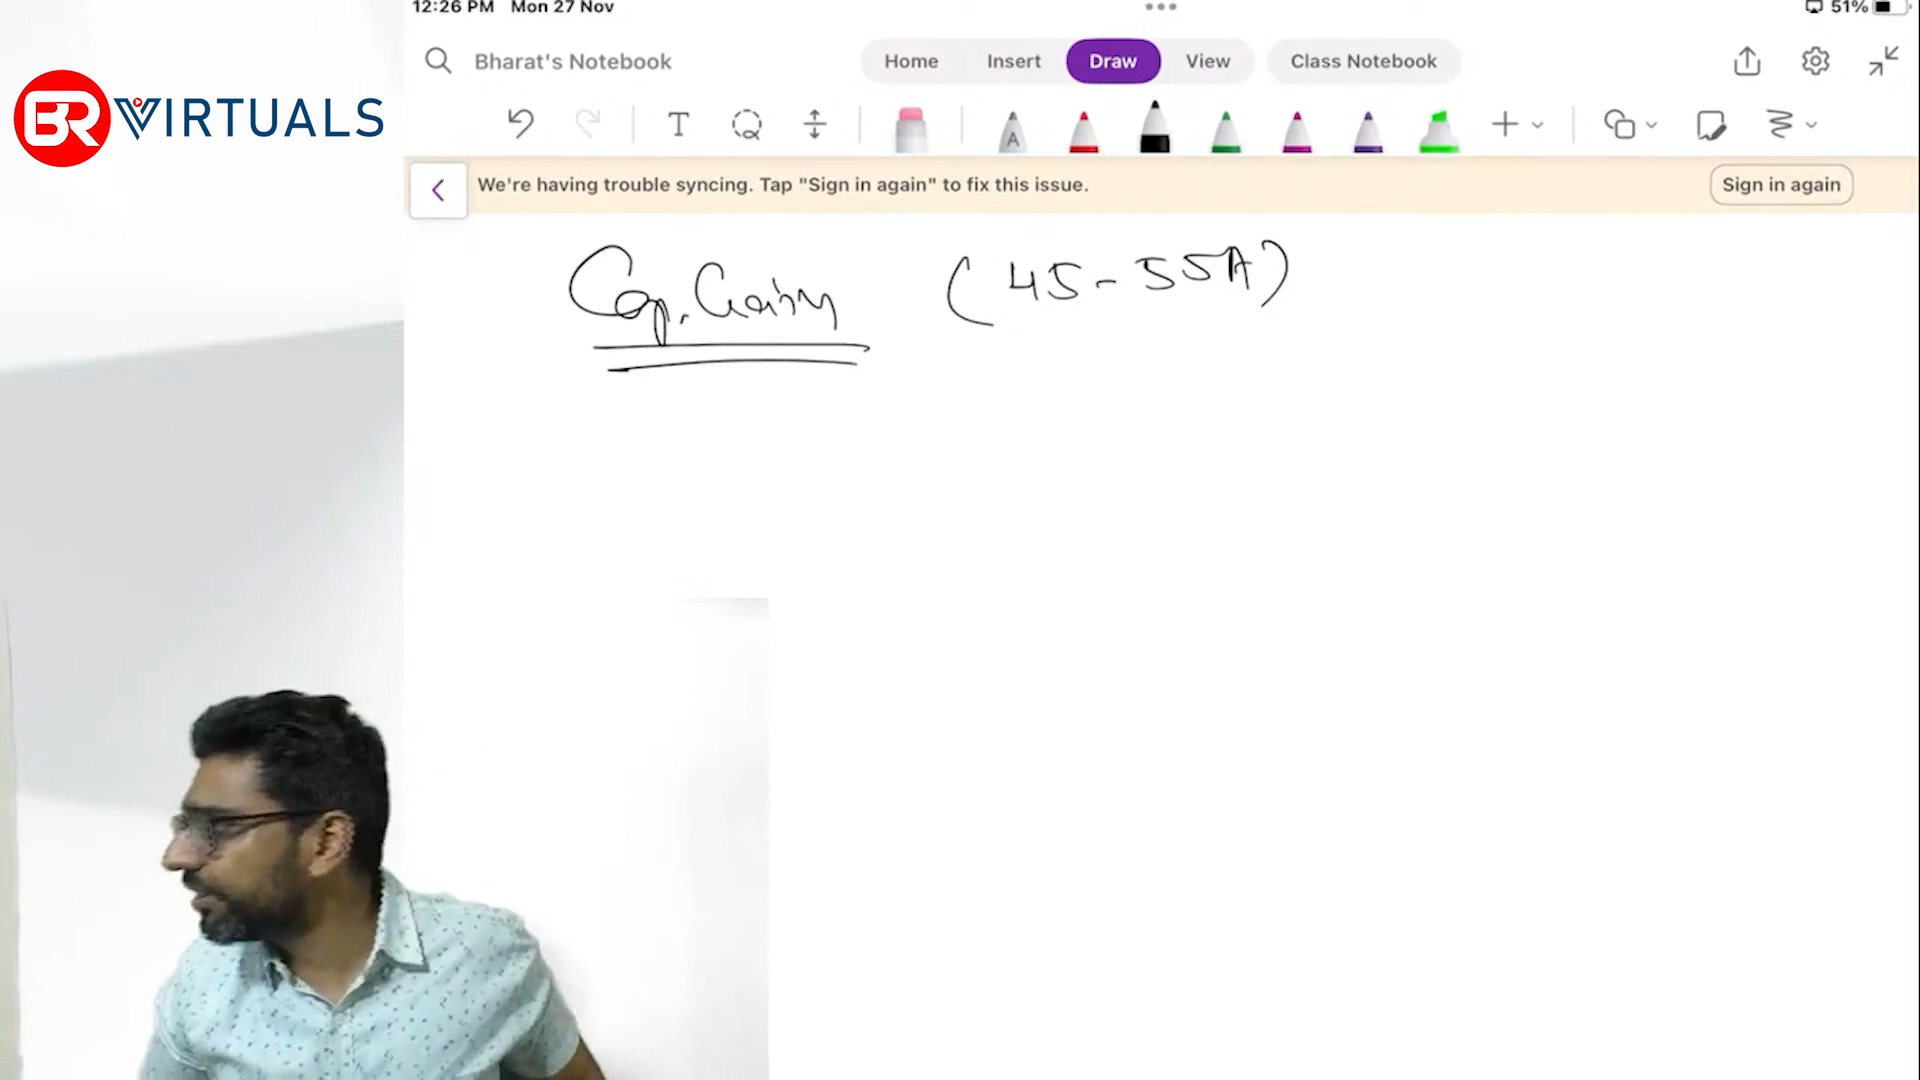 12:26 PM Mon 27 Nov
51%
BR VIRTUALS
Bharat's Notebook
Home Insert Draw View Class Notebook
T
A
We're having trouble syncing. Tap "Sign in again" to fix this issue.
Sign in again
Cap. Gains (45-55A)